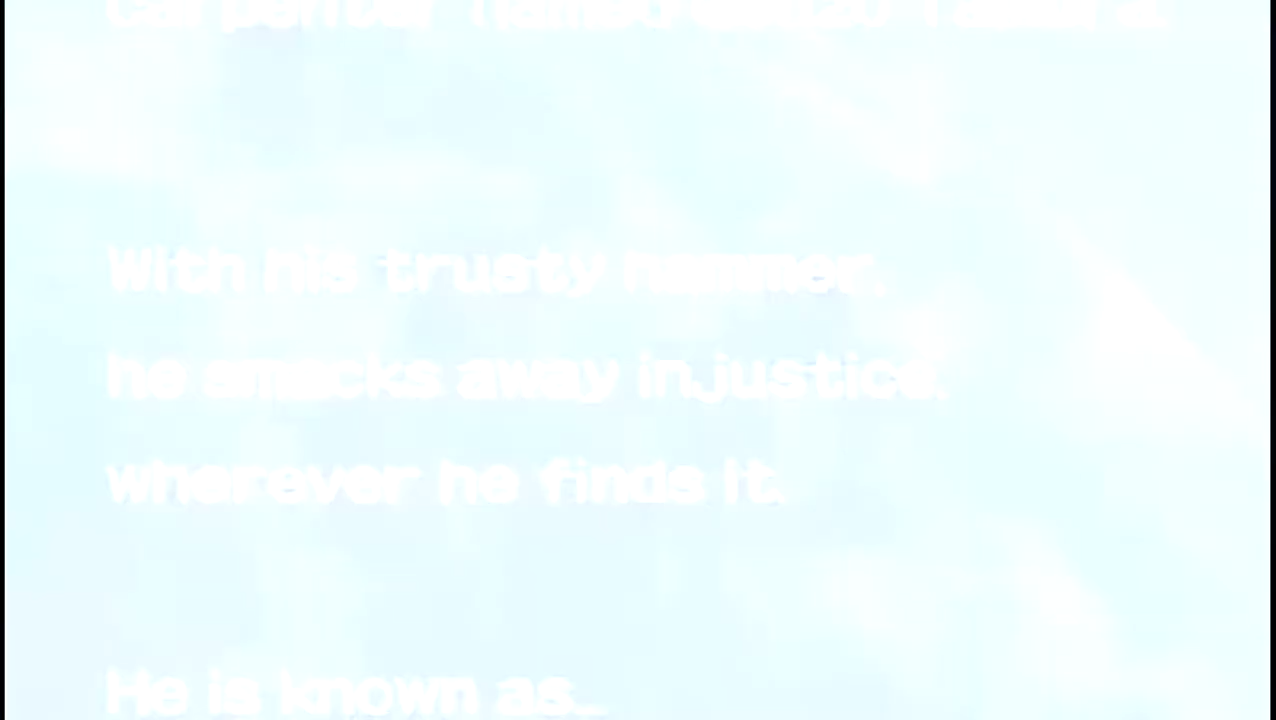 With his trusty hammer,
he smacks away injustice,
wherever he finds it.
He is known as...